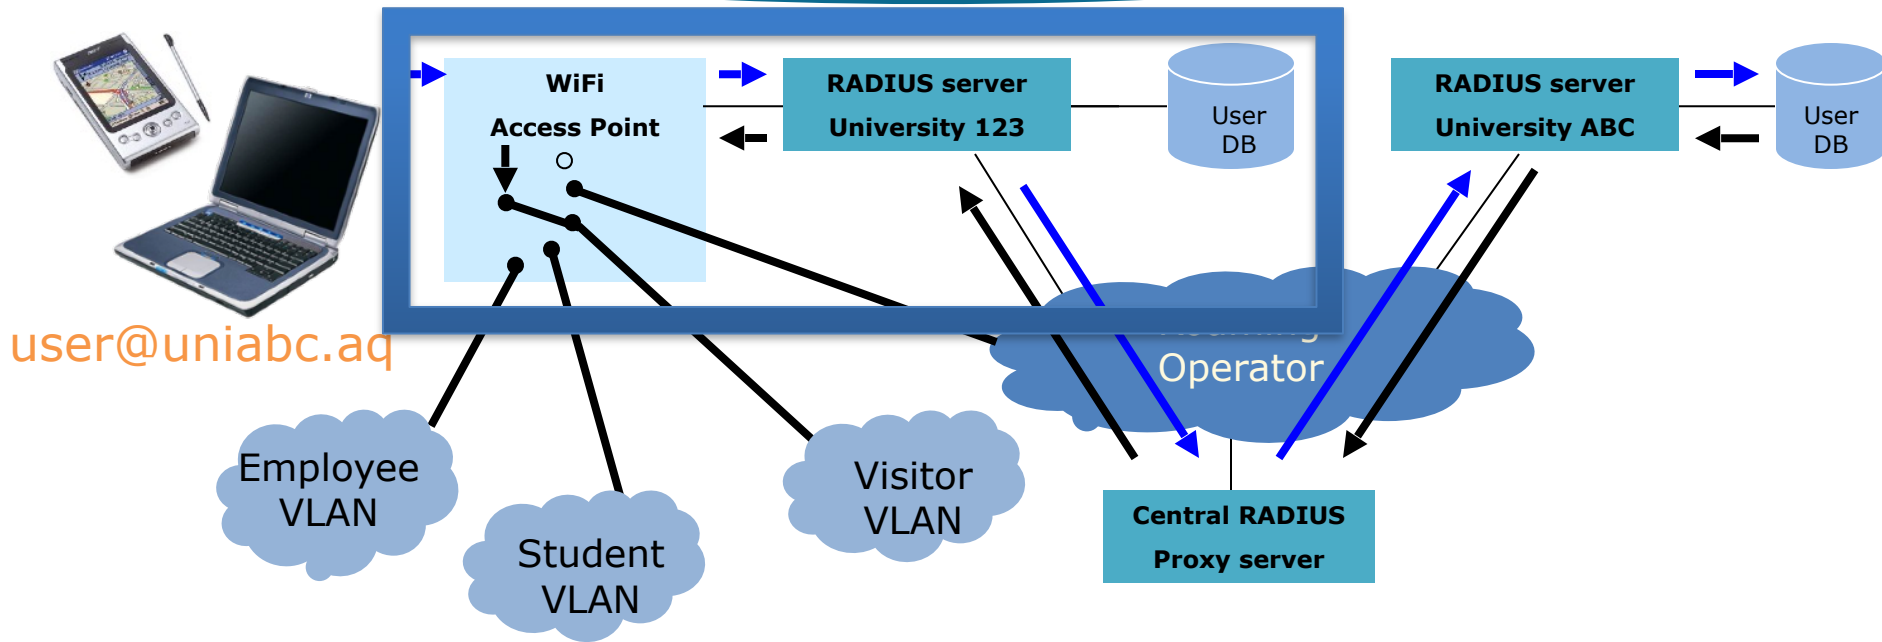 WiFi
Access Point
RADIUS server
University 123
User
DB
RADIUS server
University ABC
User
DB
user@uniabc.aq
Operator
Employee
VLAN
Student
VLAN
Visitor
VLAN
Central RADIUS
Proxy server